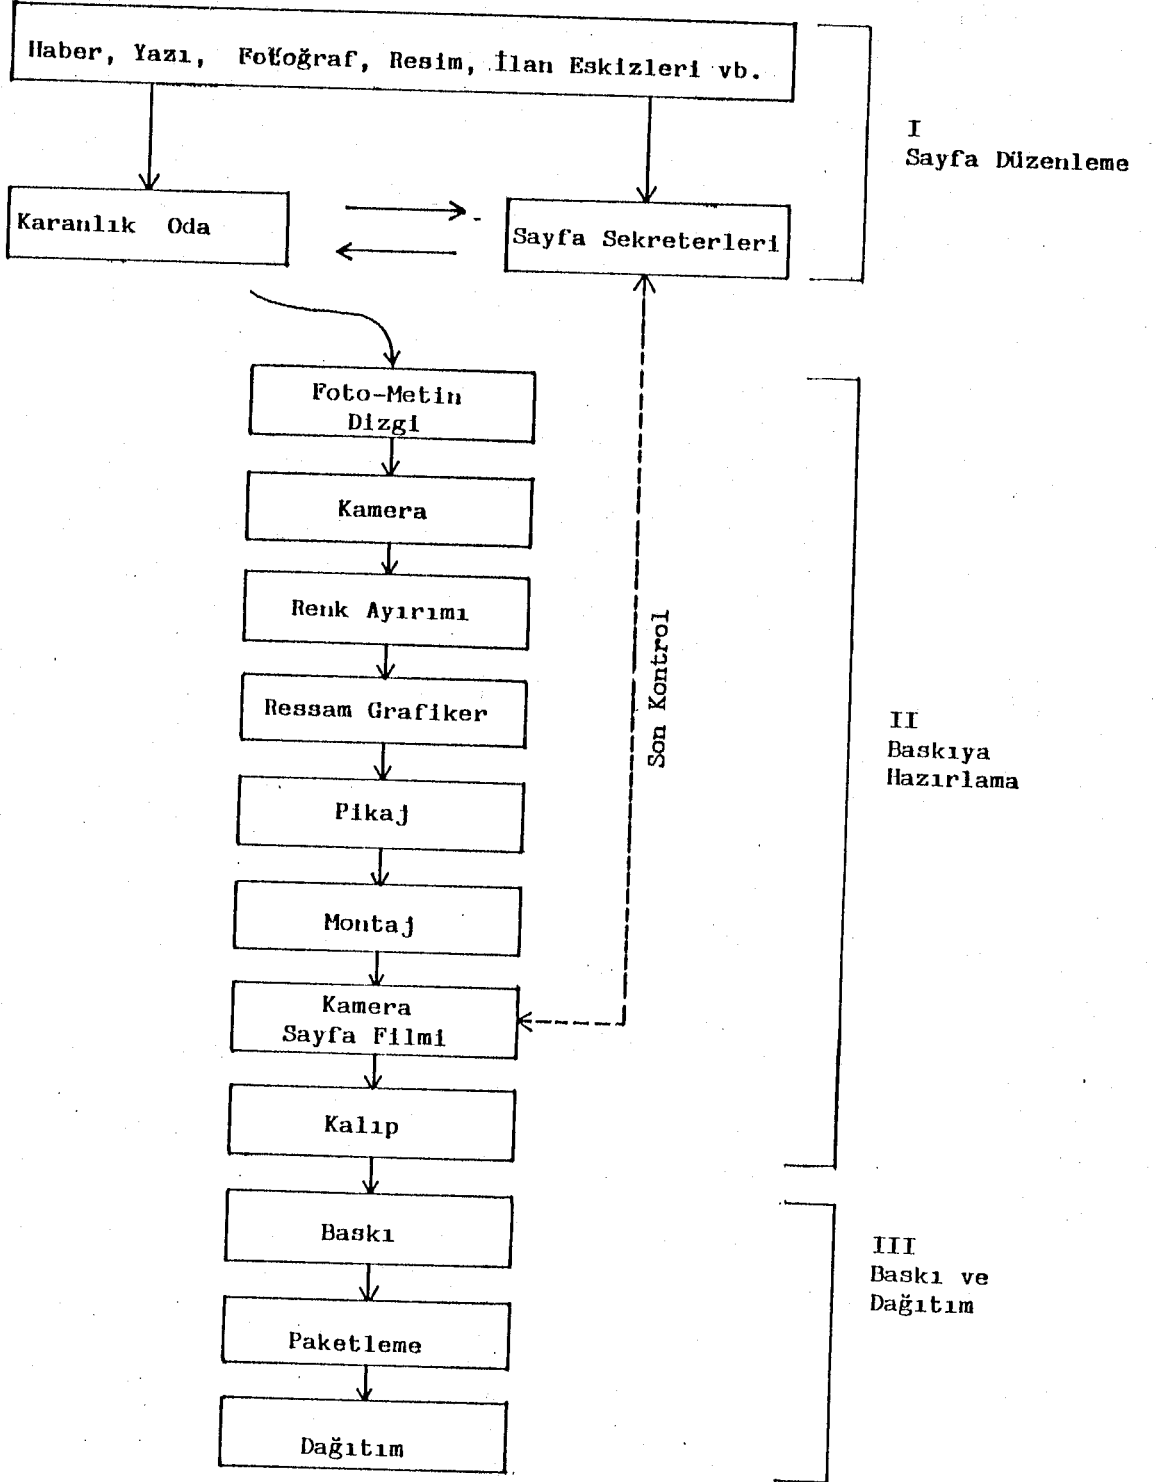 Haber, Yazı, Fotoğraf, Resim, İlan Eskizleri vb.
I
Sayfa Düzenleme
Karanlık Oda
Sayfa Sekreterleri
Foto-Metin
Dizgi
Kamera
Renk Ayırımı
Ressam Grafiker
Pikaj
Montaj
Kamera
Sayfa Filmi
Kalıp
Son Kontrol
II
Baskıya
Hazırlama
Baskı
Paketleme
Dağıtım
III
Baskı ve
Dağıtım